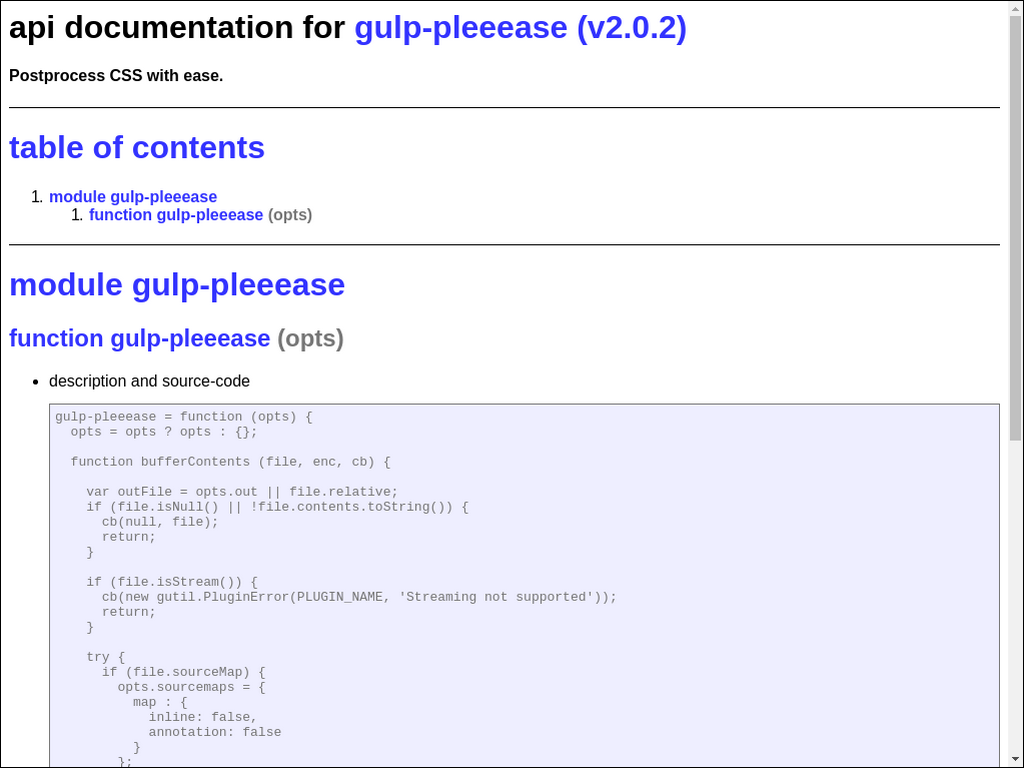 api documentation for gulp-pleeease (v2.0.2)
Postprocess CSS with ease.
table of contents
1. module gulp-pleeease
1. function gulp-pleeease (opts)
module gulp-pleeease
function gulp-pleeease (opts)
• description and source-code
gulp-pleeease = function (opts) {
  opts = opts ? opts : {};
  function bufferContents (file, enc, cb) {
    var outFile = opts.out || file.relative;
    if (file.isNull() || !file.contents.toString()) {
      cb(null, file);
      return;
    }
    if (file.isStream()) {
      cb(new gutil.PluginError(PLUGIN_NAME, 'Streaming not supported'));
      return;
    }
    try {
      if (file.sourceMap) {
        opts.sourcemaps = {
          map : {
            inline: false,
            annotation: false
          }
        };